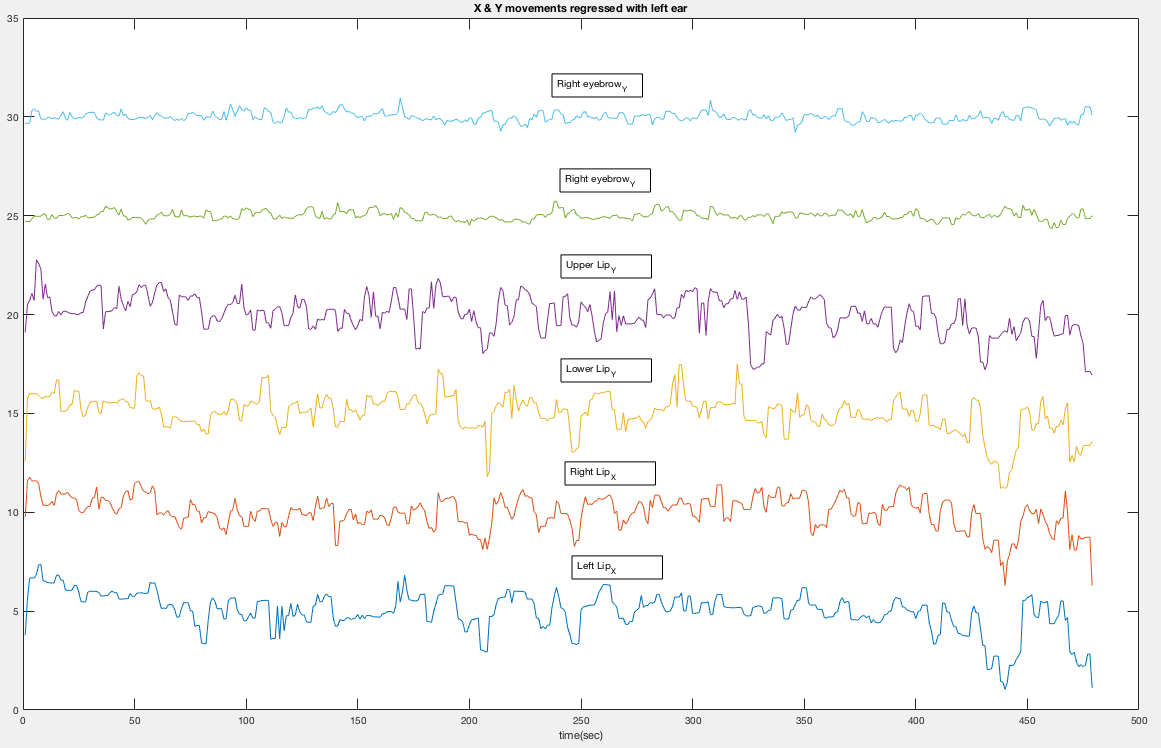 X & Y movements regressed with left ear
35
30
25
20
15
10
5
0
Right eyebrow_Y
Right eyebrow_Y
Upper Lip_Y
Lower Lip_Y
Right Lip_X
Left Lip_X
0 50 100 150 200 250 300 350 400 450 500
time(sec)